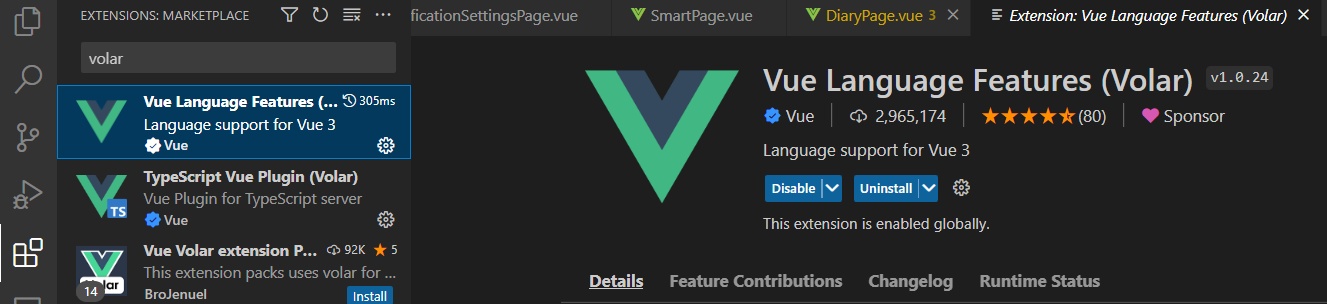 EXTENSIONS: MARKETPLACE
volar
Vue Language Features (... 305ms
Language support for Vue 3
Vue
TypeScript Vue Plugin (Volar)
Vue Plugin for TypeScript server
Vue
TS
Vue Volar extension P... 92K 5
This extension packs uses volar for ...
BroJenuel
Install
14
ificationSettingsPage.vue
SmartPage.vue
DiaryPage.vue 3
Extension: Vue Language Features (Volar)
Vue Language Features (Volar) v1.0.24
Vue 2,965,174 (80) Sponsor
Language support for Vue 3
Disable Uninstall
This extension is enabled globally.
Details Feature Contributions Changelog Runtime Status